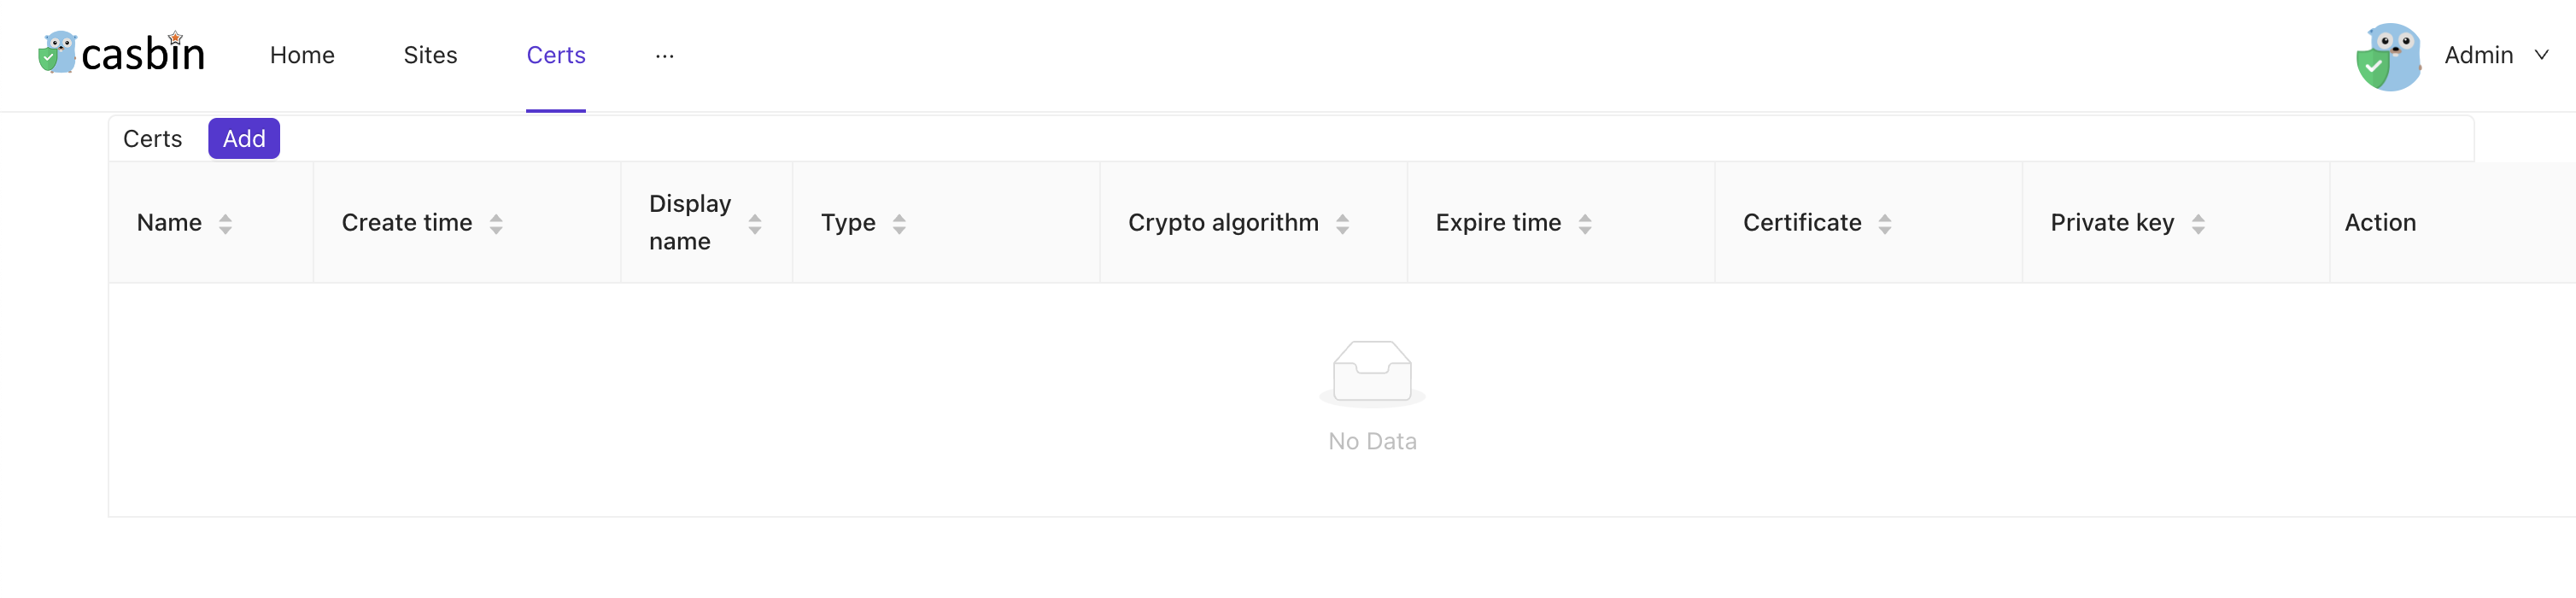 casbin Home Sites Certs ··· Admin
Certs Add
Name Create time Display name Type Crypto algorithm Expire time Certificate Private key Action
No Data